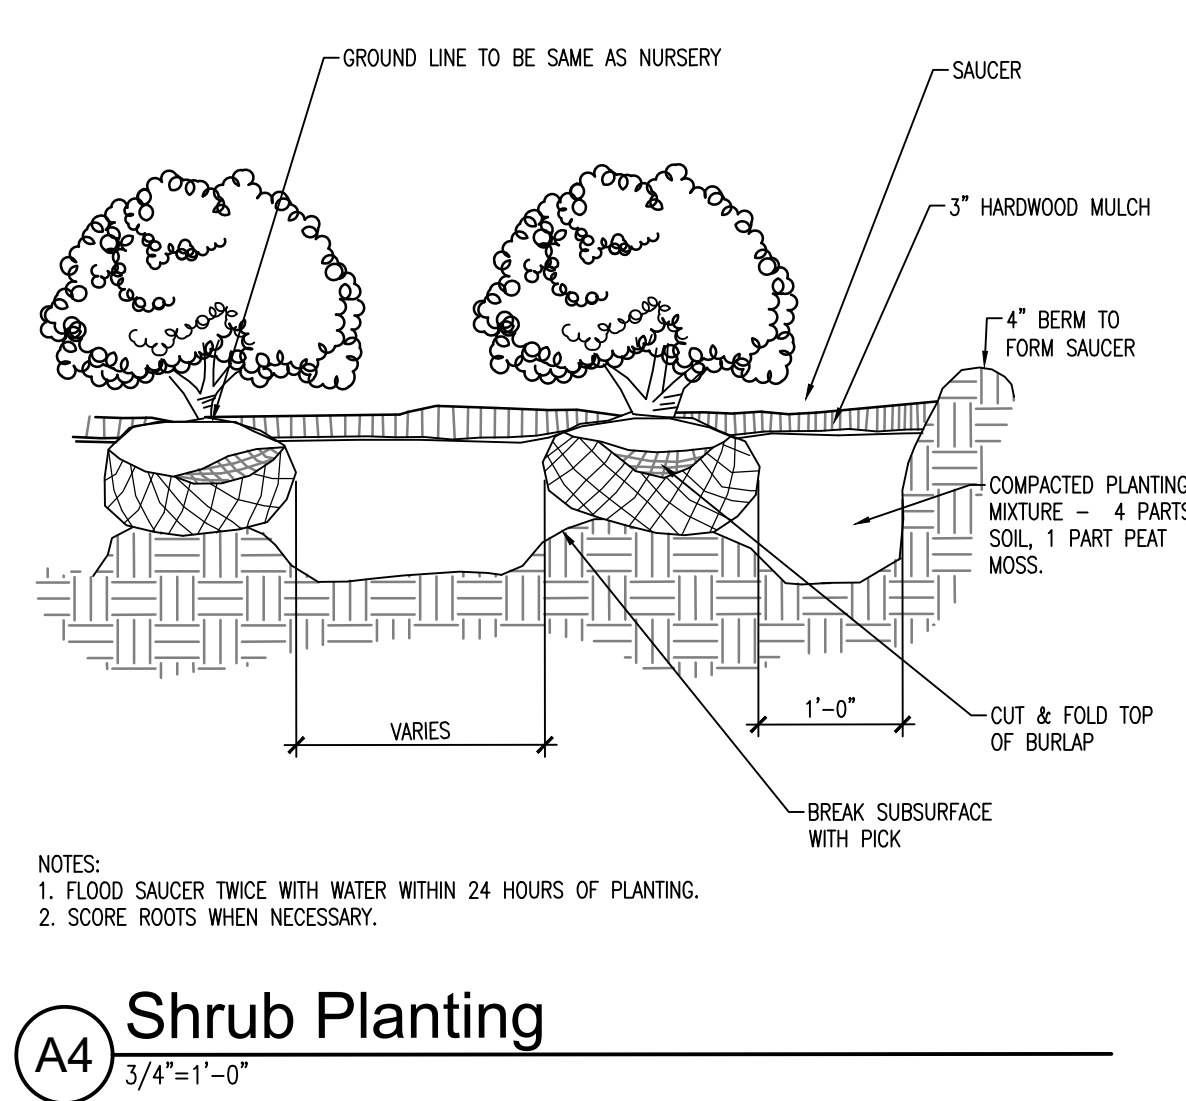 GROUND LINE TO BE SAME AS NURSERY
SAUCER
3" HARDWOOD MULCH
4" BERM TO
FORM SAUCER
COMPACTED PLANTING
MIXTURE - 4 PARTS
SOIL, 1 PART PEAT
MOSS.
1'-0"
VARIES
CUT & FOLD TOP
OF BURLAP
BREAK SUBSURFACE
WITH PICK
NOTES:
1. FLOOD SAUCER TWICE WITH WATER WITHIN 24 HOURS OF PLANTING.
2. SCORE ROOTS WHEN NECESSARY.
Shrub Planting
A4
3/4"=1'-0"